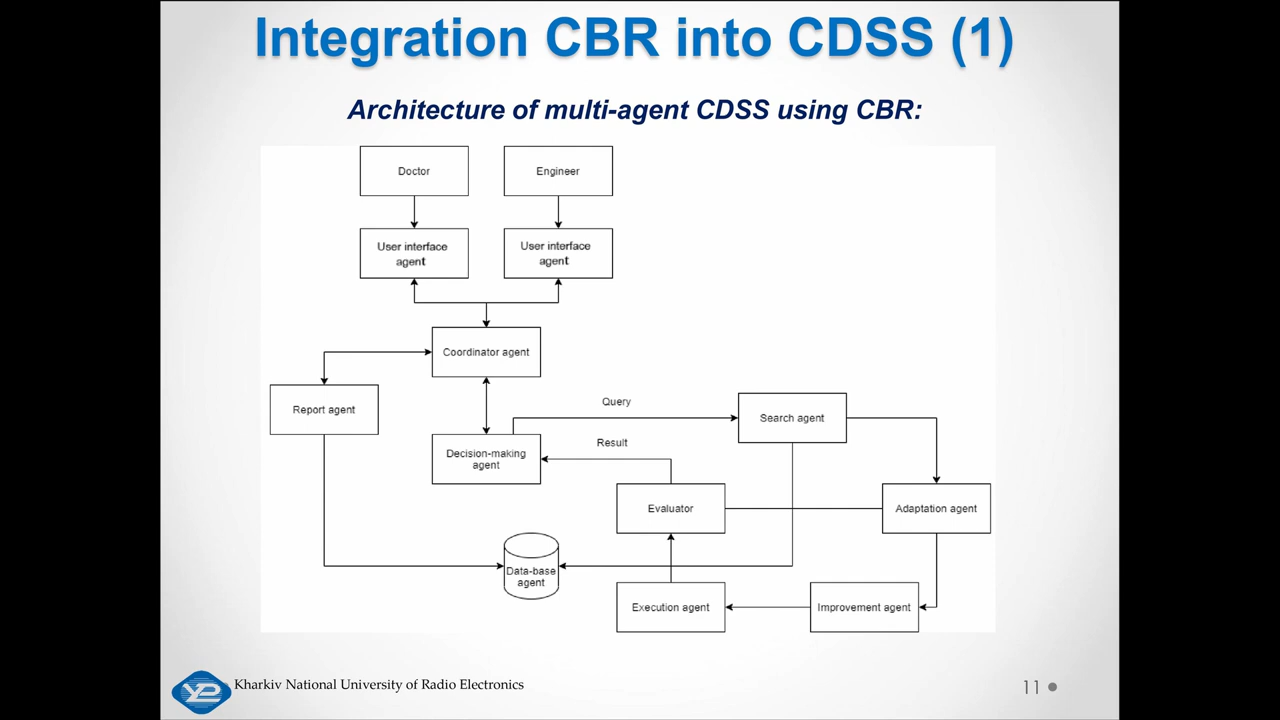 Integration CBR into CDSS (1)
Architecture of multi-agent CDSS using CBR:
Doctor
Engineer
User interface
agent
User interface
agent
Coordinator agent
Report agent
Query
Search agent
Result
Decision-making
agent
Evaluator
Adaptation agent
Data-base
agent
Execution agent
Improvement agent
Kharkiv National University of Radio Electronics
11